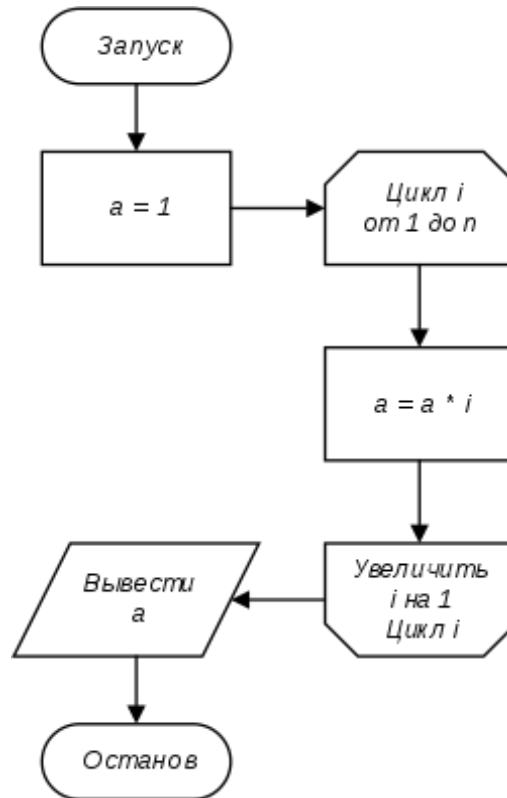 Запуск
a = 1
Цикл i
от 1 до n
a = a * i
Увеличить
i на 1
Цикл i
Вывести
a
Останов